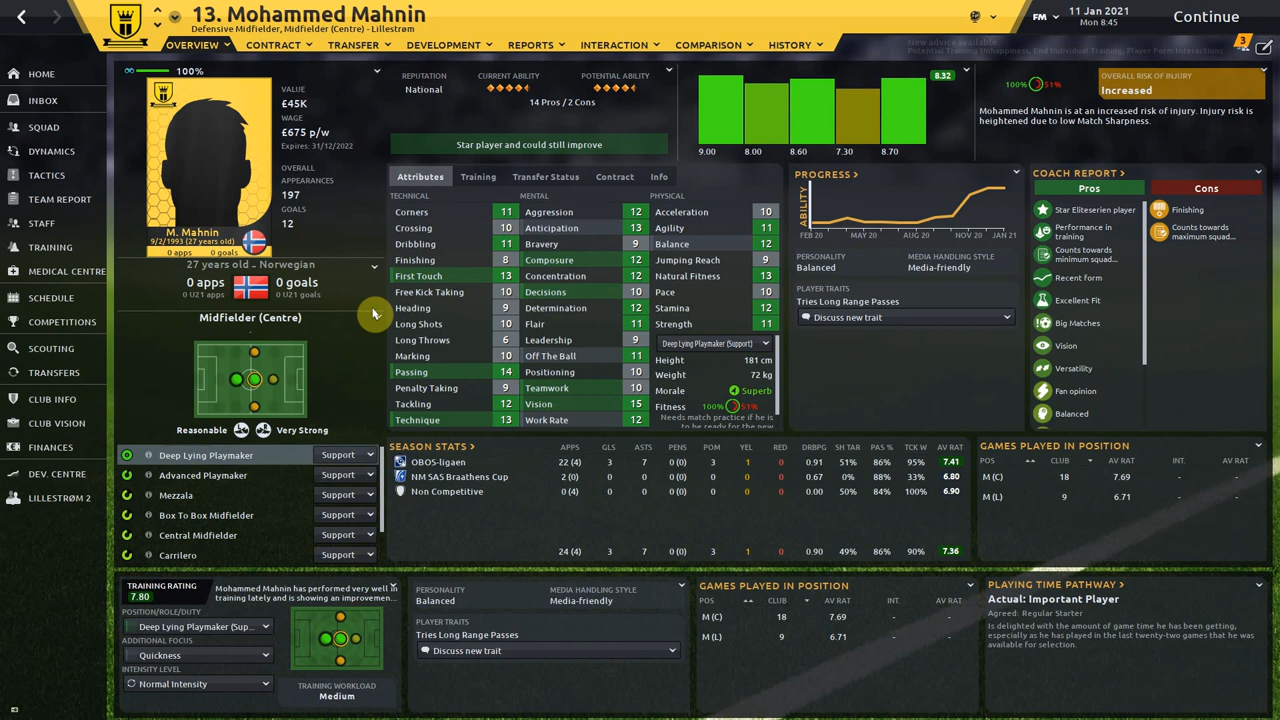 13. Mohammed Mahnin
Defensive Midfielder, Midfielder (Centre) - Lillestrøm
FM
11 Jan 2021
Mon 8:45
Continue
OVERVIEW CONTRACT TRANSFER DEVELOPMENT REPORTS INTERACTION COMPARISON HISTORY
New advice available
Potential Training Unhappiness, End Individual Training, Player Form Interactions
3
HOME
INBOX
SQUAD
DYNAMICS
TACTICS
TEAM REPORT
STAFF
TRAINING
MEDICAL CENTRE
SCHEDULE
COMPETITIONS
SCOUTING
TRANSFERS
CLUB INFO
CLUB VISION
FINANCES
DEV. CENTRE
LILLESTRØM 2
100%
M. Mahnin
9/2/1993 (27 years old)
0 apps 0 goals
VALUE
€45K
WAGE
€675 p/w
Expires: 31/12/2022
OVERALL
APPEARANCES
197
GOALS
12
27 years old - Norwegian
0 apps 0 goals
0 U21 apps 0 U21 goals
Midfielder (Centre)
-
Reasonable Very Strong
Deep Lying Playmaker Support
Advanced Playmaker Support
Mezzala Support
Box To Box Midfielder Support
Central Midfielder Support
Carrilero Support
REPUTATION
National
CURRENT ABILITY
POTENTIAL ABILITY
14 Pros / 2 Cons
Star player and could still improve
8.32
9.00 8.00 8.60 7.30 8.70
100% 51%
OVERALL RISK OF INJURY
Increased
Mohammed Mahnin is at an increased risk of injury. Injury risk is
heightened due to low Match Sharpness.
Attributes Training Transfer Status Contract Info
TECHNICAL MENTAL PHYSICAL
Corners 11 Aggression 12 Acceleration 10
Crossing 10 Anticipation 13 Agility 11
Dribbling 11 Bravery 9 Balance 12
Finishing 8 Composure 12 Jumping Reach 9
First Touch 13 Concentration 12 Natural Fitness 13
Free Kick Taking 10 Decisions 10 Pace 10
Heading 9 Determination 12 Stamina 12
Long Shots 10 Flair 11 Strength 11
Long Throws 6 Leadership 9 Deep Lying Playmaker (Support)
Marking 10 Off The Ball 11 Height 181 cm
Passing 14 Positioning 10 Weight 72 kg
Penalty Taking 9 Teamwork 10 Morale Superb
Tackling 12 Vision 15 Fitness 100% 51%
Technique 13 Work Rate 12 Needs match practice if he is
to be ready for the new
PROGRESS >
ABILITY
FEB 20 MAY 20 AUG 20 NOV 20 JAN 21
PERSONALITY
Balanced
MEDIA HANDLING STYLE
Media-friendly
PLAYER TRAITS
Tries Long Range Passes
Discuss new trait
COACH REPORT >
Pros Cons
Star Eliteserien player
Performance in
training
Counts towards
minimum squad...
Recent form
Excellent Fit
Big Matches
Vision
Versatility
Fan opinion
Balanced
Finishing
Counts towards
maximum squad...
SEASON STATS > APPS GLS ASTS PENS POM YEL RED DRBPG SH TAR PAS % TCK W AV RAT
OBOS-ligaen 22 (4) 3 7 0 (0) 3 1 0 0.91 51% 86% 95% 7.41
NM SAS Braathens Cup 2 (0) 0 0 0 (0) 0 0 0 0.67 0% 88% 33% 6.80
Non Competitive 0 (4) 0 0 0 (0) 0 0 0 0.00 50% 84% 100% 6.90
24 (4) 3 7 0 (0) 3 1 0 0.90 49% 86% 90% 7.36
GAMES PLAYED IN POSITION
POS CLUB AV RAT INT. AV RAT
M (C) 18 7.69 - -
M (L) 9 6.71 - -
TRAINING RATING
7.80
Mohammed Mahnin has performed very well in
training lately and is showing an improvemen...
POSITION/ROLE/DUTY
Deep Lying Playmaker (Sup...
ADDITIONAL FOCUS
Quickness
INTENSITY LEVEL
Normal Intensity
TRAINING WORKLOAD
Medium
PERSONALITY
Balanced
MEDIA HANDLING STYLE
Media-friendly
PLAYER TRAITS
Tries Long Range Passes
Discuss new trait
GAMES PLAYED IN POSITION
POS CLUB AV RAT INT. AV RAT
M (C) 18 7.69 - -
M (L) 9 6.71 - -
PLAYING TIME PATHWAY >
Actual: Important Player
Agreed: Regular Starter
Is delighted with the amount of game time he has been getting,
especially as he has played in the last twenty-two games that he was
available for selection.